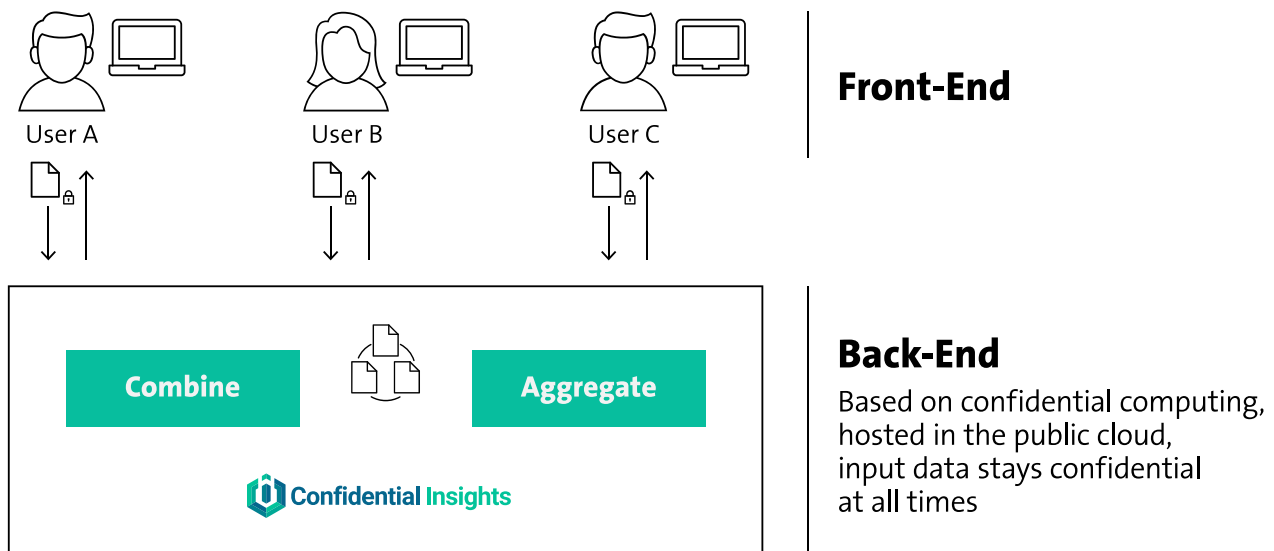 User A
User B
User C
Front-End
Combine
Aggregate
Confidential Insights
Back-End
Based on confidential computing,
hosted in the public cloud,
input data stays confidential
at all times